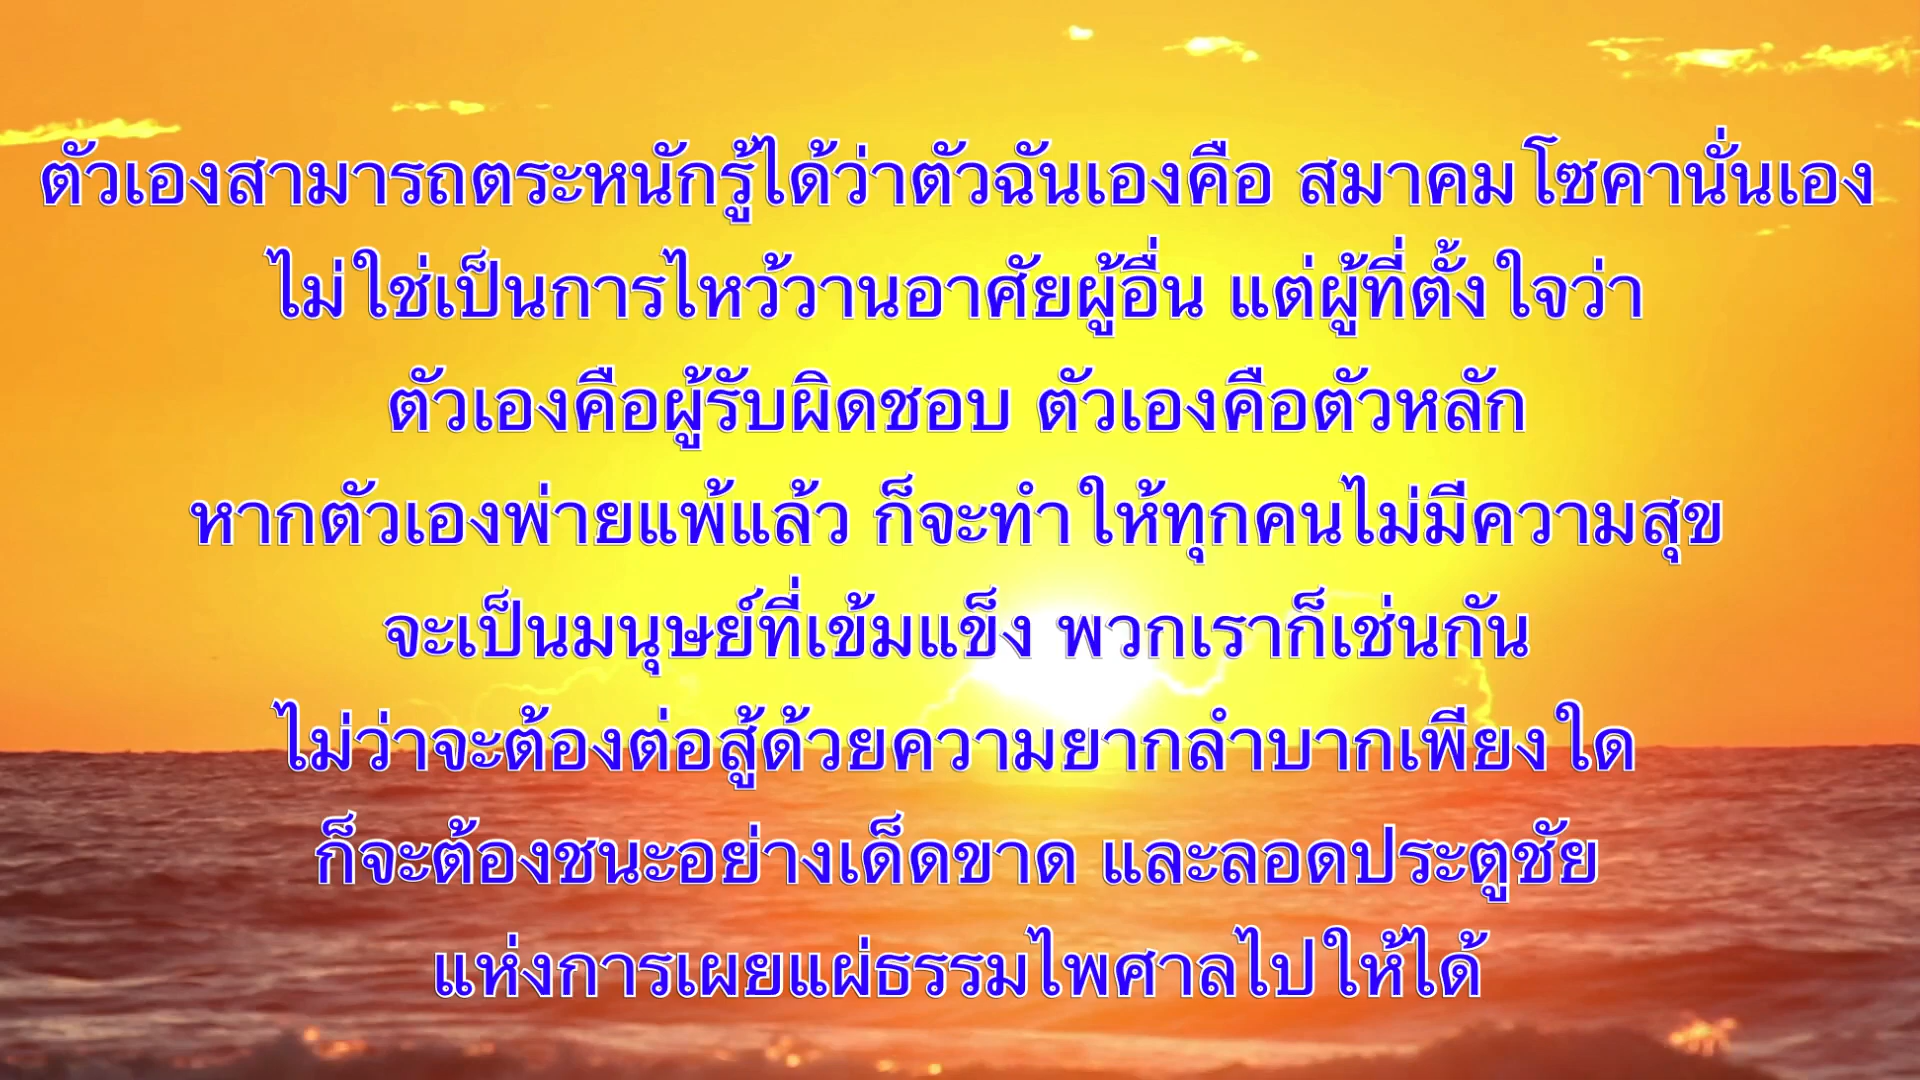 ตัวเองสามารถตระหนักรู้ได้ว่าตัวฉันเองคือ สมาคมโซคานั่นเอง
ไม่ใช่เป็นการไหว้วานอาศัยผู้อื่น แต่ผู้ที่ตั้งใจว่า
ตัวเองคือผู้รับผิดชอบ ตัวเองคือตัวหลัก
หากตัวเองพ่ายแพ้แล้ว ก็จะทำให้ทุกคนไม่มีความสุข
จะเป็นมนุษย์ที่เข้มแข็ง พวกเราก็เช่นกัน
ไม่ว่าจะต้องต่อสู้ด้วยความยากลำบากเพียงใด
ก็จะต้องชนะอย่างเด็ดขาด และลอดประตูชัย
แห่งการเผยแผ่ธรรมไพศาลไปให้ได้